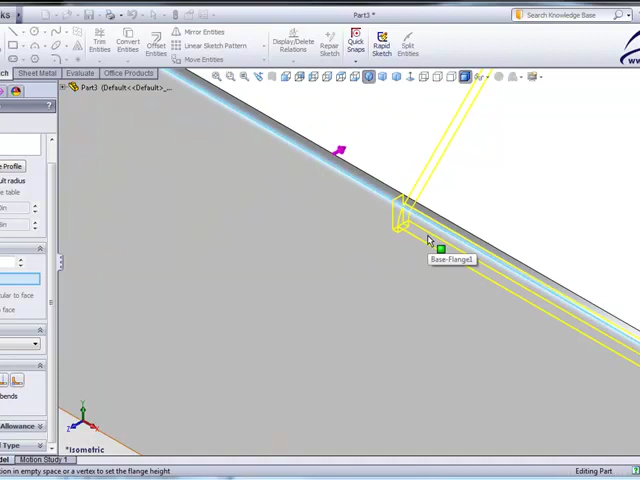 Part3 *
Search Knowledge Base
Trim Entities
Convert Entities
Offset Entities
Mirror Entities
Linear Sketch Pattern
Move Entities
Display/Delete Relations
Repair Sketch
Quick Snaps
Rapid Sketch
Split Entities
Sheet Metal
Evaluate
Office Products
Part3 (Default<<Default>_...
e Profile
ult radius
e table
Base-Flange1
ular to face
o face
bends
Allowance
l Type
Y
Z
X
*Isometric
Motion Study 1
tion in empty space or a vertex to set the flange height
Editing Part